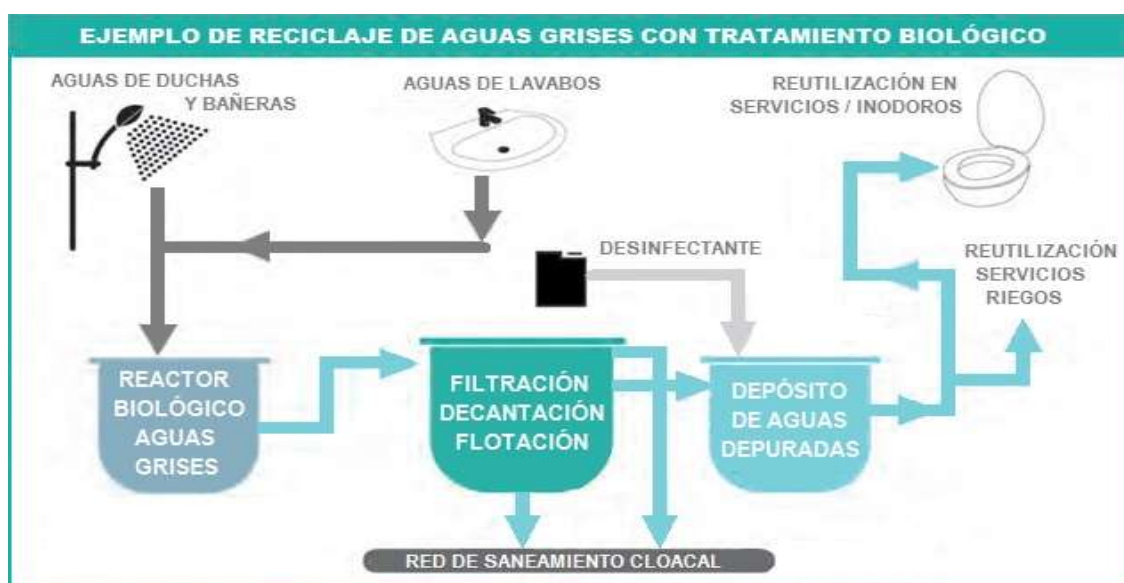 EJEMPLO DE RECICLAJE DE AGUAS GRISES CON TRATAMIENTO BIOLÓGICO
AGUAS DE DUCHAS
Y BAÑERAS
AGUAS DE LAVABOS
REUTILIZACIÓN EN
SERVICIOS / INODOROS
DESINFECTANTE
REUTILIZACIÓN
SERVICIOS
RIEGOS
REACTOR
BIOLÓGICO
AGUAS
GRISES
FILTRACIÓN
DECANTACIÓN
FLOTACIÓN
DEPÓSITO
DE AGUAS
DEPURADAS
RED DE SANEAMIENTO CLOACAL